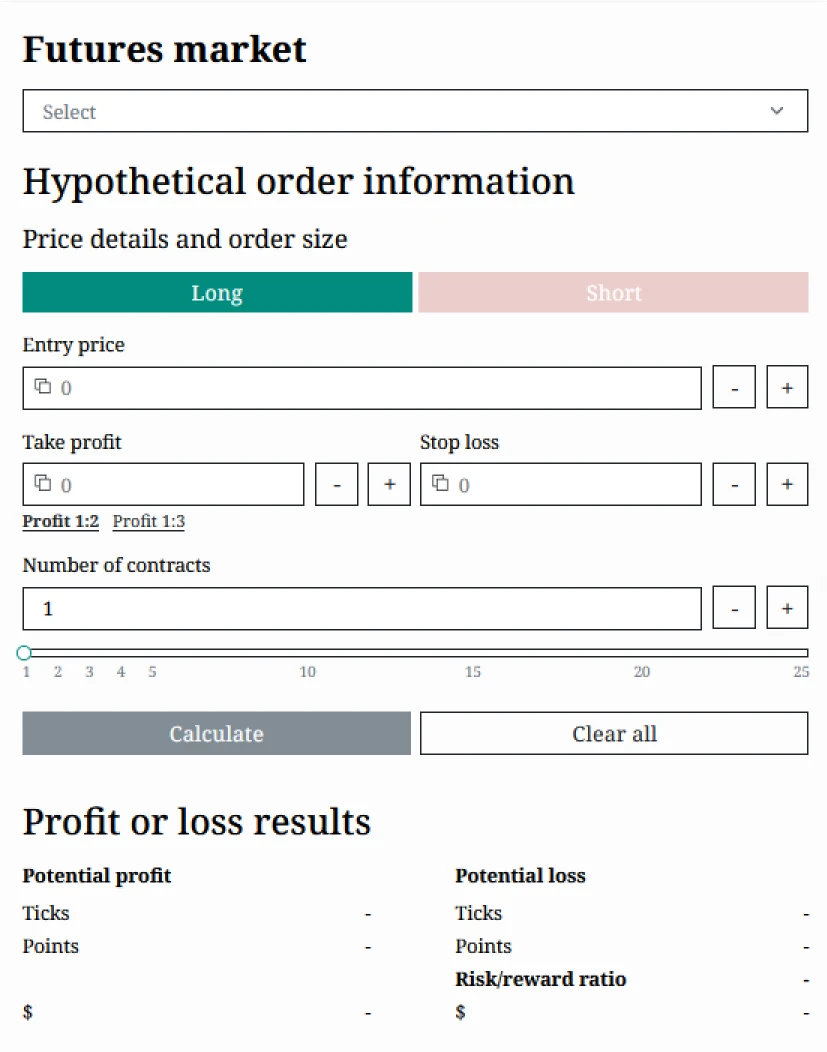 Futures market
Select
Hypothetical order information
Price details and order size
Long Short
Entry price
0 - +
Take profit Stop loss
0 - + 0 - +
Profit 1:2 Profit 1:3
Number of contracts
1 - +
1 2 3 4 5 10 15 20 25
Calculate Clear all
Profit or loss results
Potential profit Potential loss
Ticks - Ticks -
Points - Points -
Risk/reward ratio -
$ - $ -